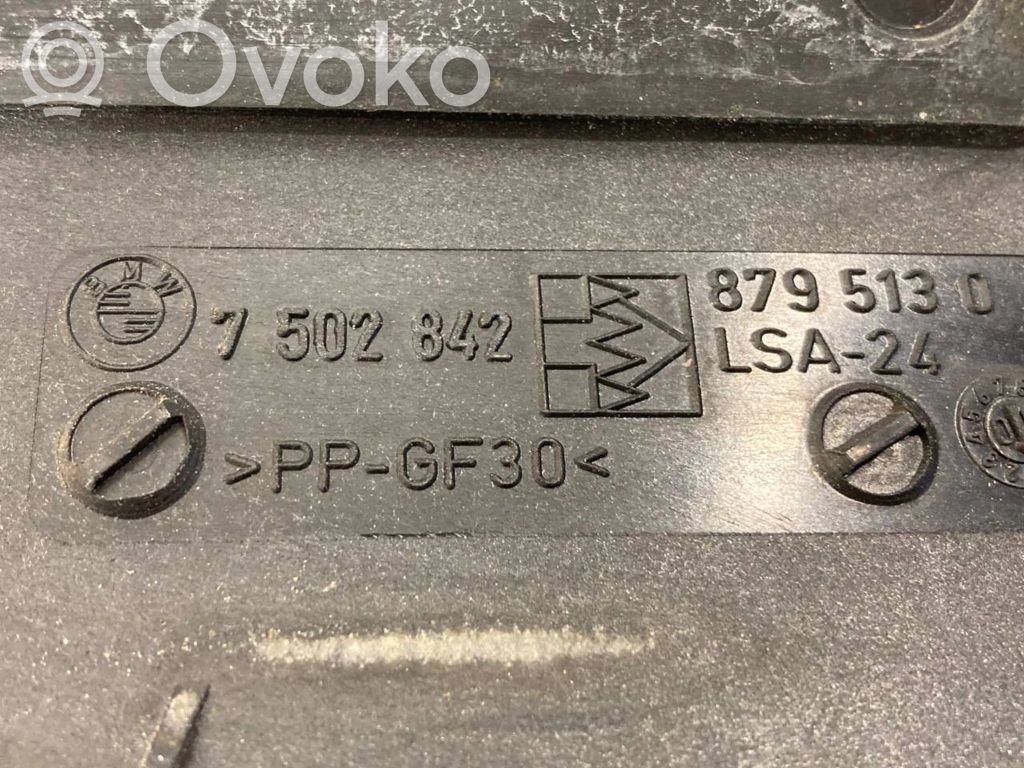 Ovoko
BMW
7 502 842
879 513 0
LSA-24
>PP-GF30<